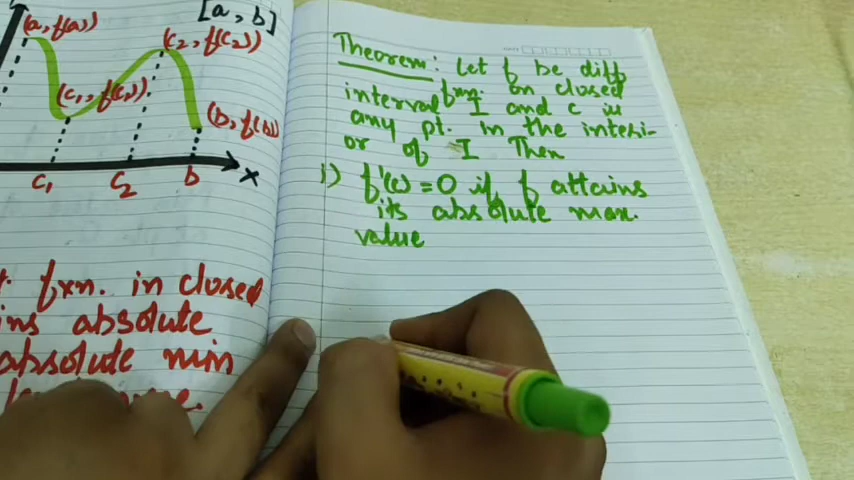 [a, b]
(a, f(a))
(c2, f(c2))
(c1, f(c1))
(b, f(b))
c1 c2 b x
fxn. in closed
ins absolute
absolute min
Theorem: Let f be diff
fxn. on closed
interval I and c is
any pt. in the interi-
or of I Then
1) f'(c) = 0 if f attains
its absolute max.
value